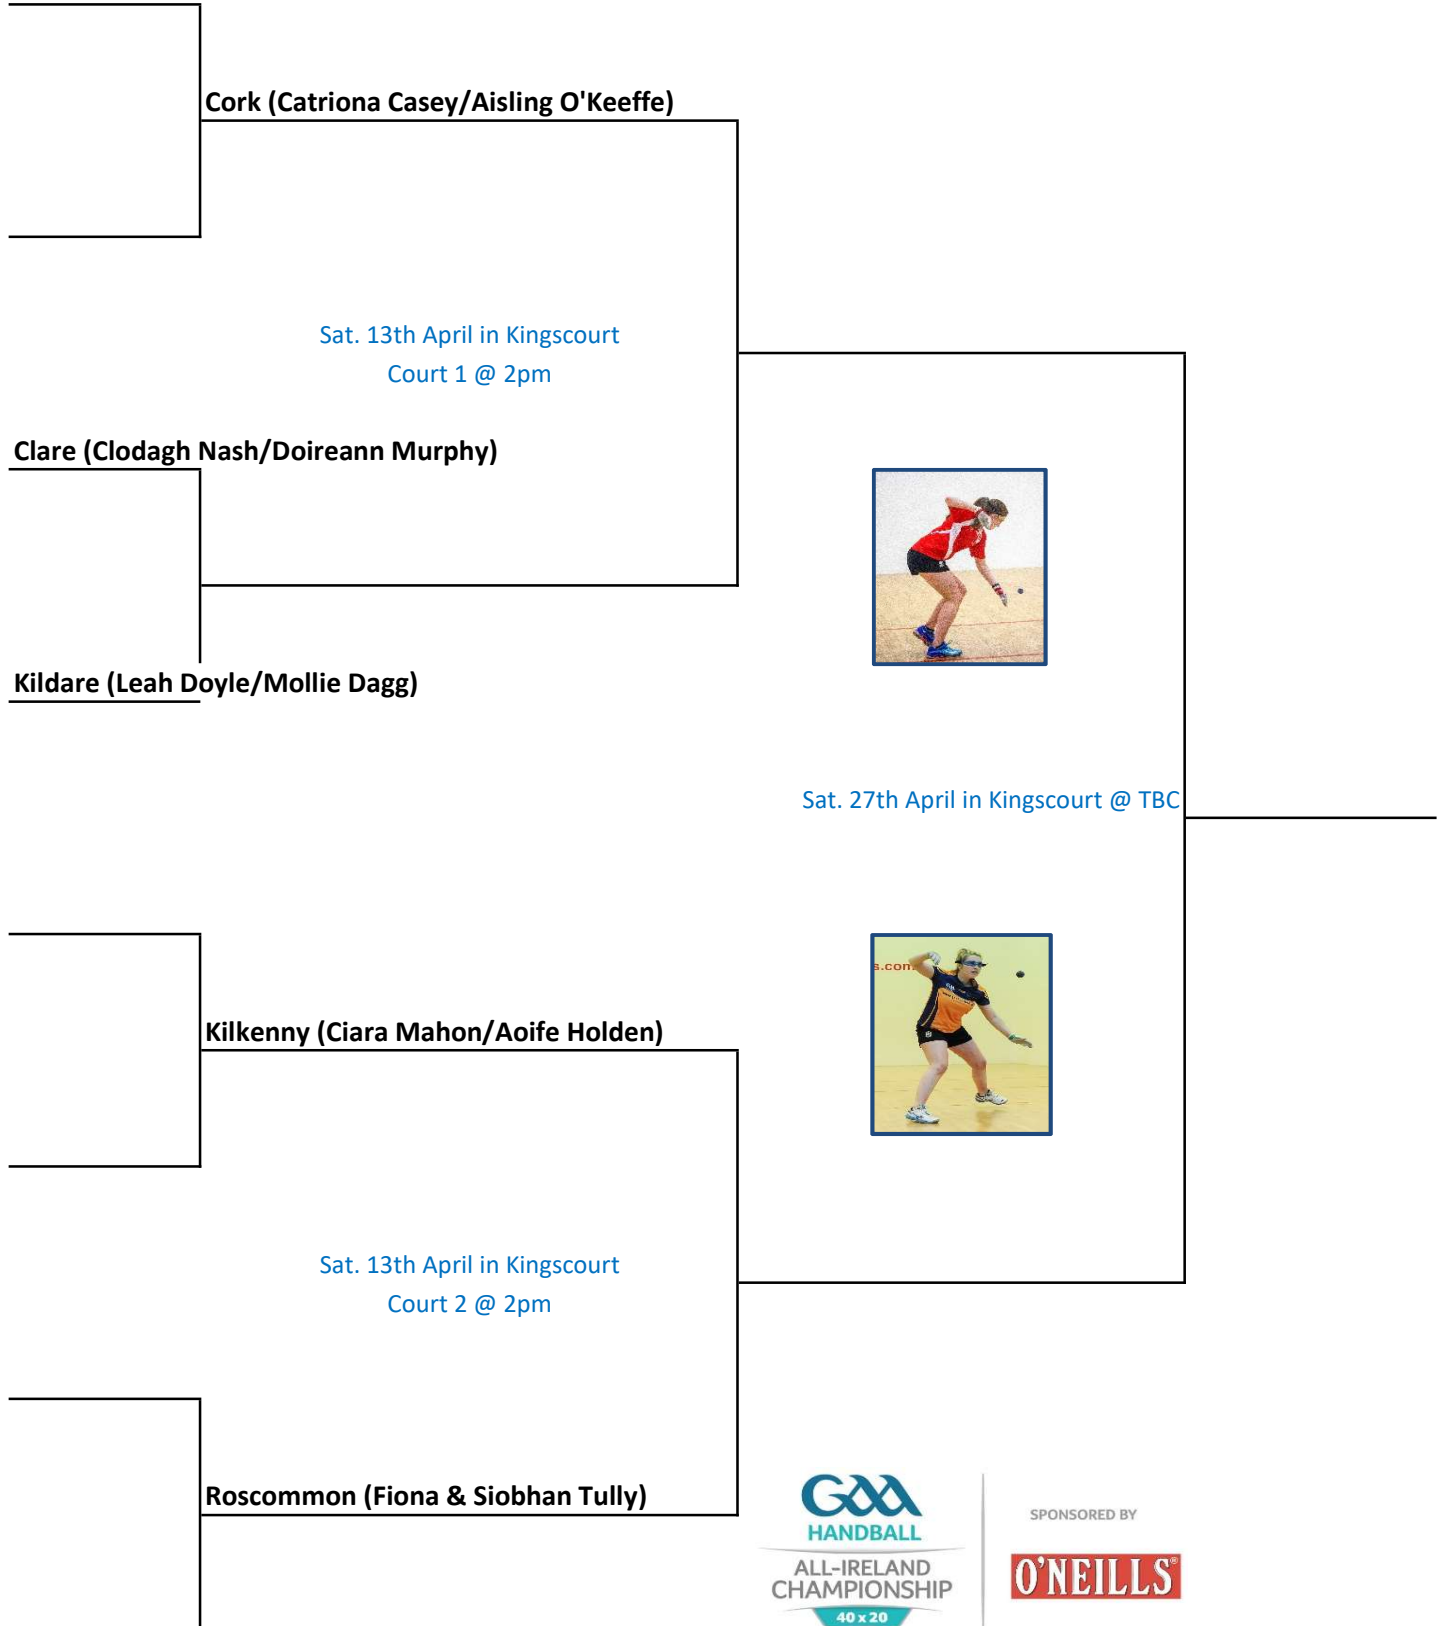 Cork (Catriona Casey/Aisling O'Keeffe)
Sat. 13th April in Kingscourt
Court 1 @ 2pm
Clare (Clodagh Nash/Doireann Murphy)
Kildare (Leah Doyle/Mollie Dagg)
Sat. 27th April in Kingscourt @ TBC
s.com
Kilkenny (Ciara Mahon/Aoife Holden)
Sat. 13th April in Kingscourt
Court 2 @ 2pm
Roscommon (Fiona & Siobhan Tully)
GAA
HANDBALL
ALL-IRELAND
CHAMPIONSHIP
40 x 20
SPONSORED BY
O'NEILLS®